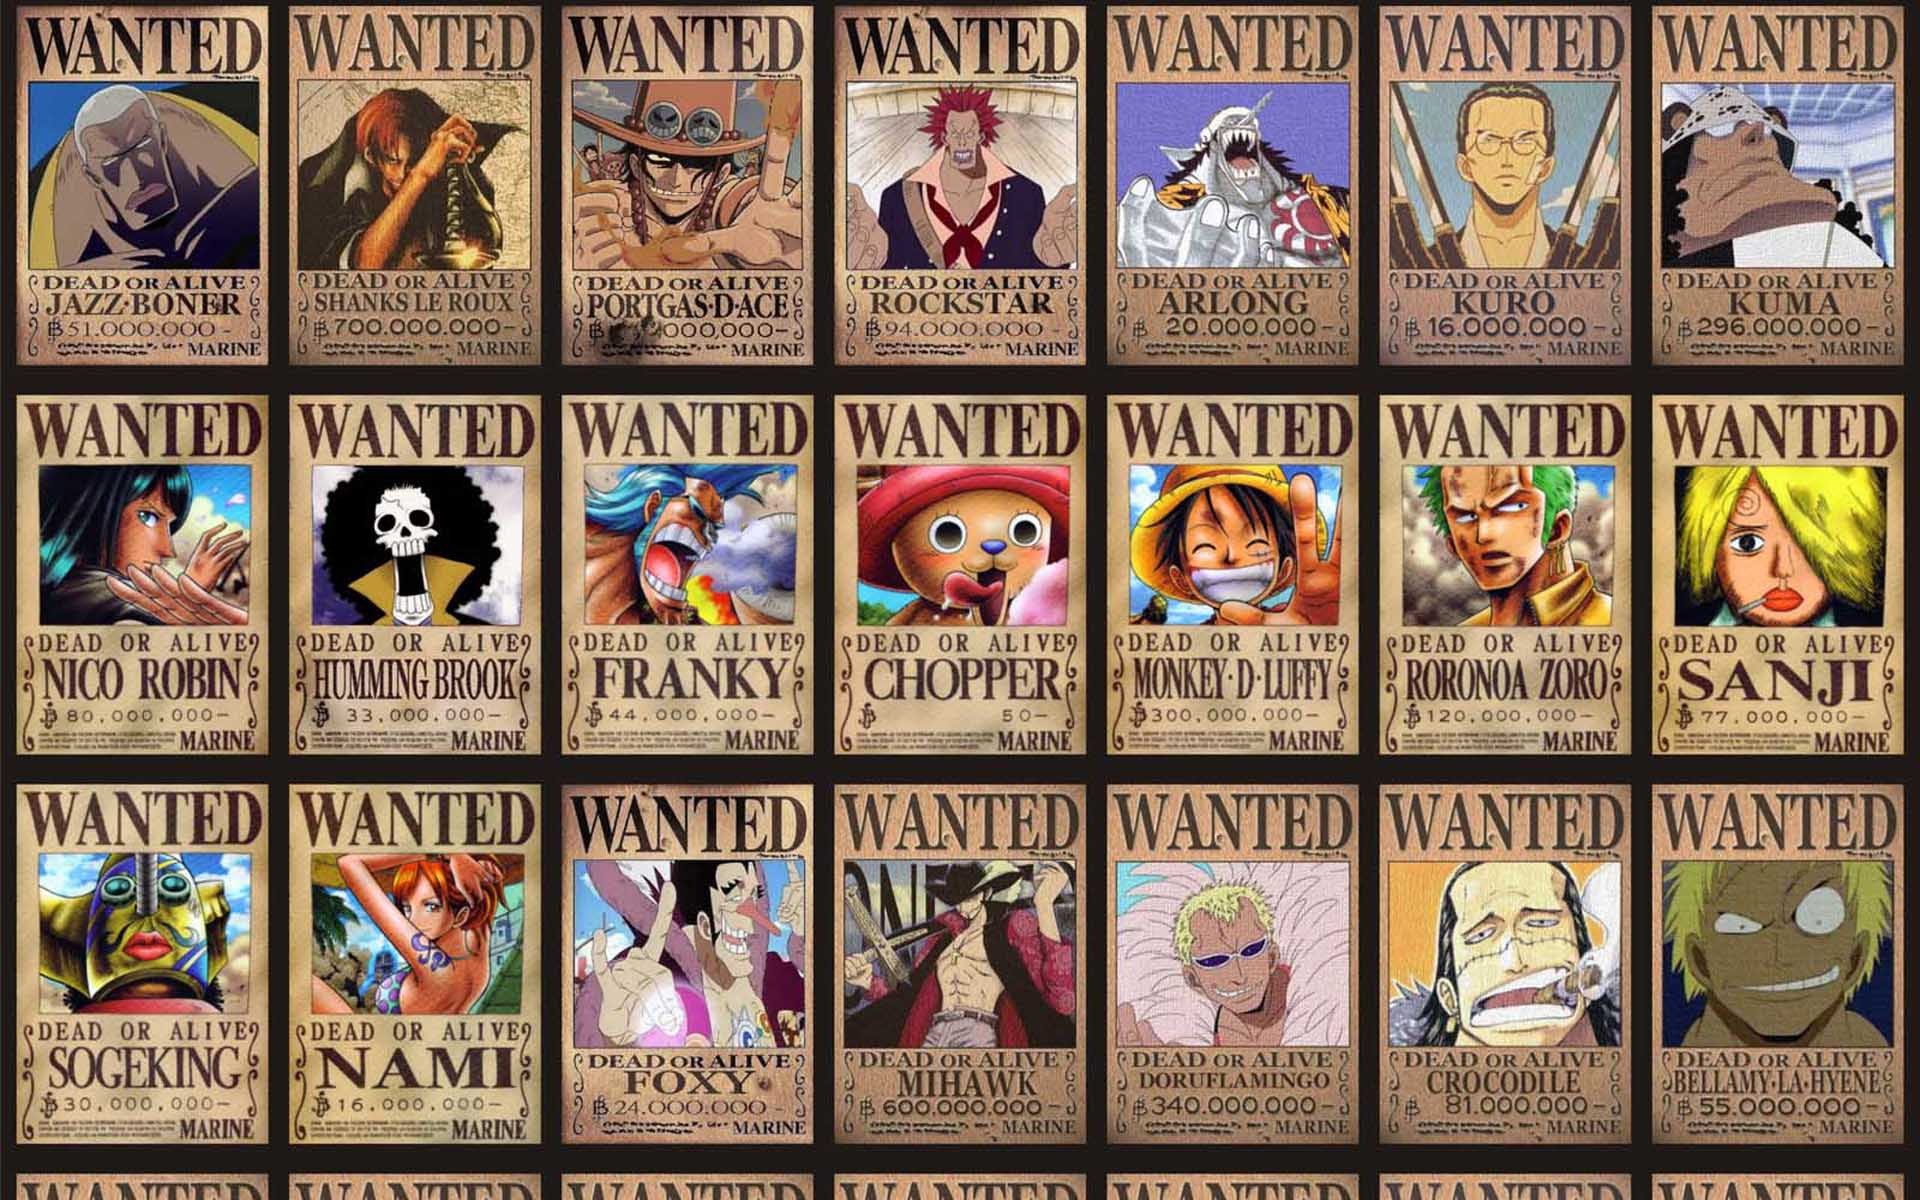 WANTED
DEAD OR ALIVE
JAZZ·BONER
฿51.000.000-
MARINE
WANTED
DEAD OR ALIVE
SHANKS LE ROUX
฿700.000.000-
MARINE
WANTED
DEAD OR ALIVE
PORTGAS·D·ACE
000.000-
MARINE
WANTED
DEAD OR ALIVE
ROCKSTAR
฿94.000.000-
MARINE
WANTED
DEAD OR ALIVE
ARLONG
฿ 20.000.000-
MARINE
WANTED
DEAD OR ALIVE
KURO
฿16.000.000-
MARINE
WANTED
DEAD OR ALIVE
KUMA
฿296.000.000-
MARINE
WANTED
DEAD OR ALIVE
NICO ROBIN
฿80,000,000-
MARINE
WANTED
DEAD OR ALIVE
HUMMING BROOK
฿ 33,000,000-
MARINE
WANTED
DEAD OR ALIVE
FRANKY
฿44,000,000-
MARINE
WANTED
DEAD OR ALIVE
CHOPPER
฿ 50-
MARINE
WANTED
DEAD OR ALIVE
MONKEY·D·LUFFY
฿300,000,000-
MARINE
WANTED
DEAD OR ALIVE
RORONOA ZORO
฿120,000,000-
MARINE
WANTED
DEAD OR ALIVE
SANJI
฿77,000,000-
MARINE
WANTED
DEAD OR ALIVE
SOGEKING
฿30,000,000-
MARINE
WANTED
DEAD OR ALIVE
NAMI
฿16,000,000-
MARINE
WANTED
DEAD OR ALIVE
FOXY
฿24.000.000-
MARINE
WANTED
DEAD OR ALIVE
MIHAWK
฿600.000.000-
MARINE
WANTED
DEAD OR ALIVE
DORUFLAMINGO
฿340.000.000-
MARINE
WANTED
DEAD OR ALIVE
CROCODILE
81.000.000-
MARINE
WANTED
DEAD OR ALIVE
BELLAMY·LA·HYENE
฿55.000.000-
MARINE
WANTED
WANTED
WANTED
WANTED
WANTED
WANTED
WANTED